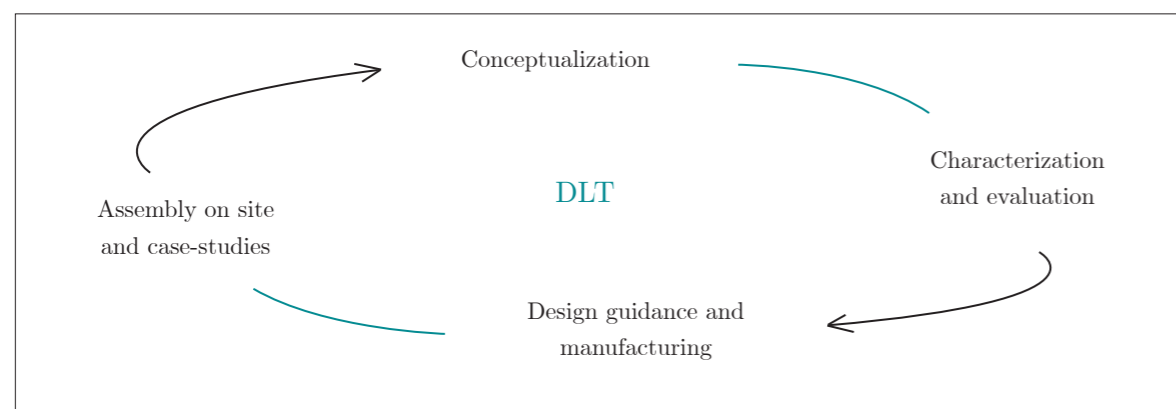 Conceptualization
Characterization
and evaluation
DLT
Assembly on site
and case-studies
Design guidance and
manufacturing